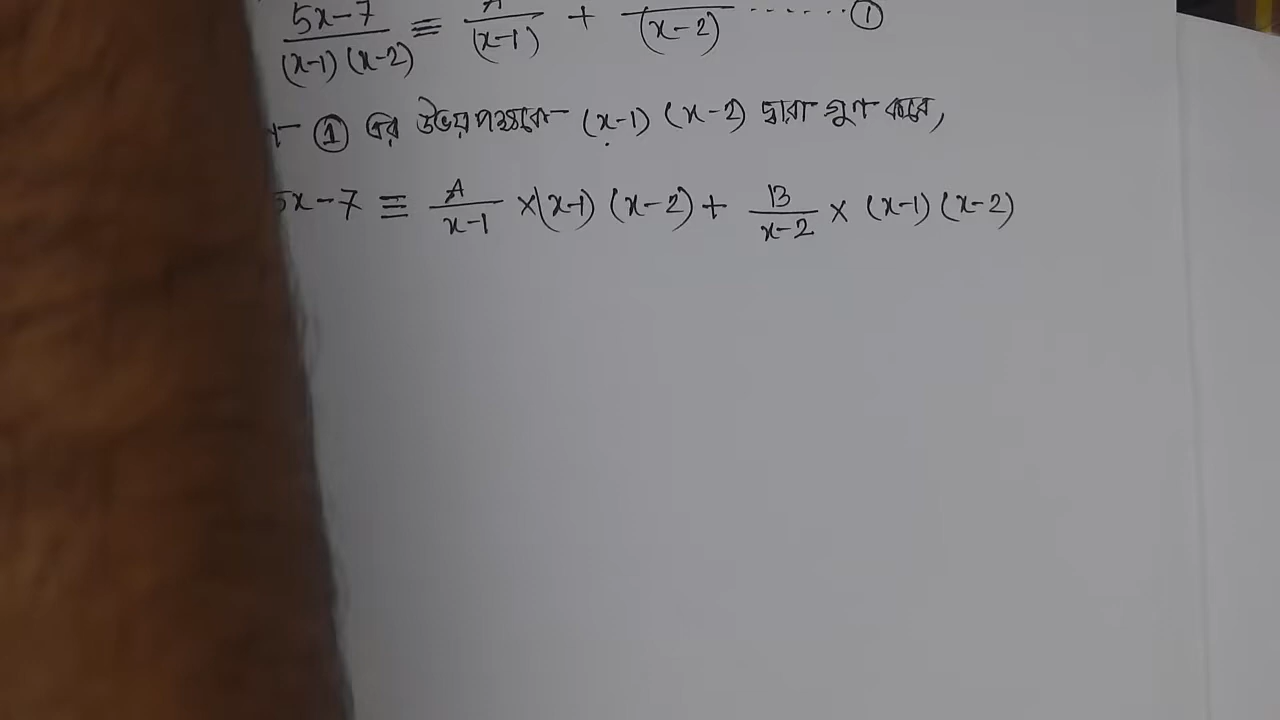 5x-7/(x-1)(x-2) ≡ A/(x-1) + /(x-2) ...... ①
① এর উভয়পক্ষকে (x-1) (x-2) দ্বারা গুণ করে,
5x-7 ≡ A/x-1 × (x-1) (x-2) + B/x-2 × (x-1) (x-2)